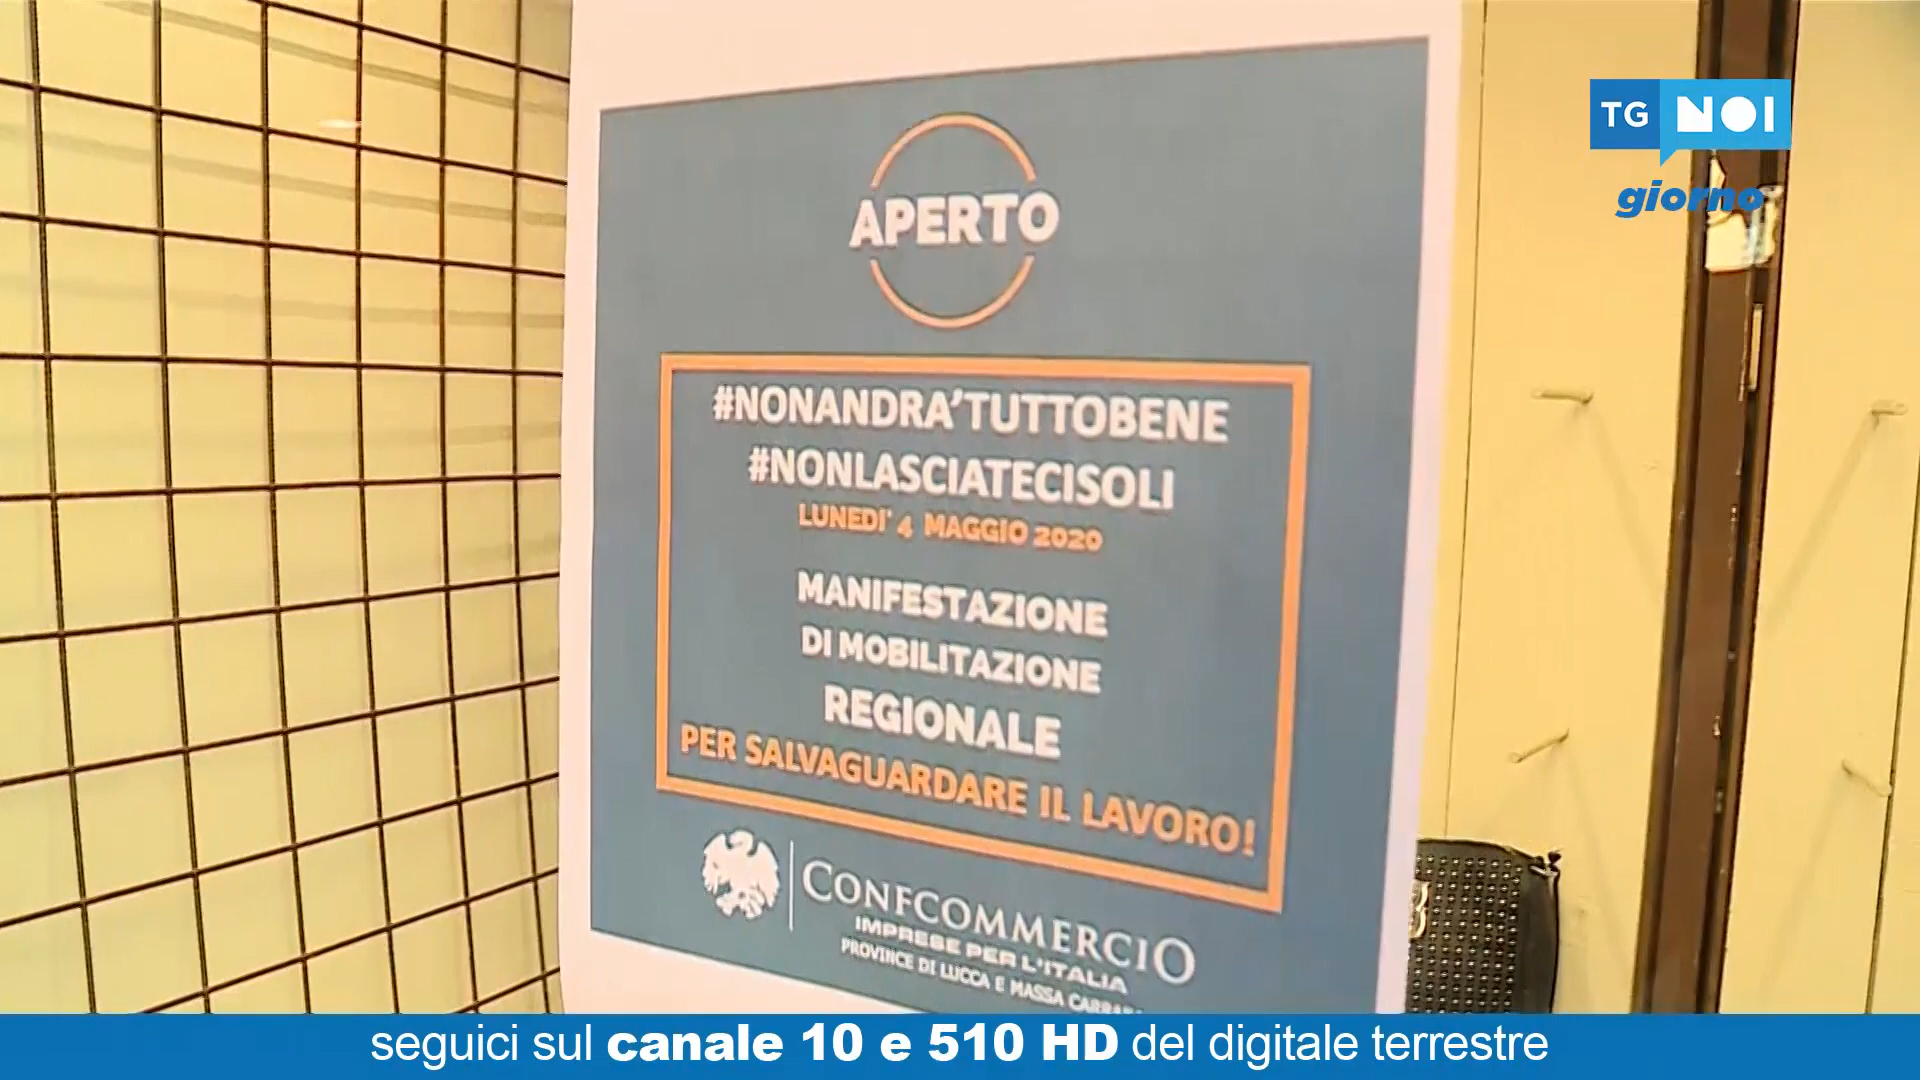 TG NOI
giorno
APERTO
#NONANDRA'TUTTOBENE
#NONLASCIATECISOLI
LUNEDI' 4 MAGGIO 2020
MANIFESTAZIONE
DI MOBILITAZIONE
REGIONALE
PER SALVAGUARDARE IL LAVORO!
CONFCOMMERCIO
IMPRESE PER L'ITALIA
PROVINCE DI LUCCA E MASSA
seguici sul canale 10 e 510 HD del digitale terrestre